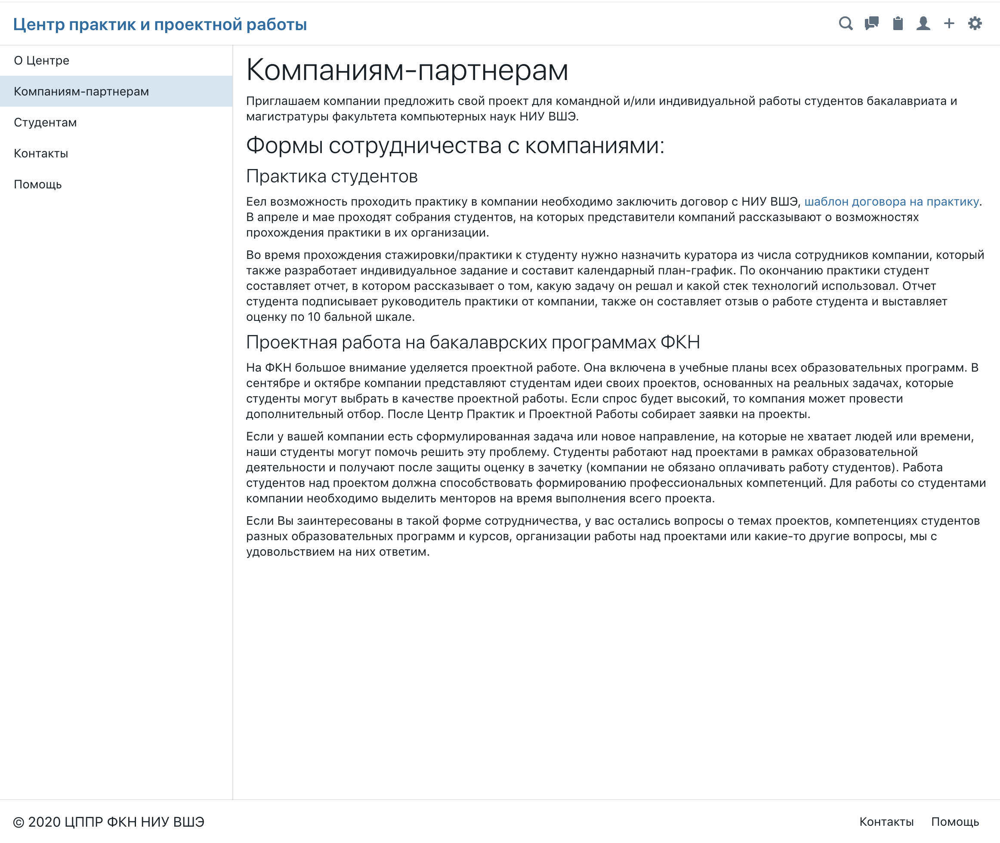 Центр практик и проектной работы
О Центре
Компаниям-партнерам
Студентам
Контакты
Помощь
Компаниям-партнерам
Приглашаем компании предложить свой проект для командной и/или индивидуальной работы студентов бакалавриата и
магистратуры факультета компьютерных наук НИУ ВШЭ.
Формы сотрудничества с компаниями:
Практика студентов
Еел возможность проходить практику в компании необходимо заключить договор с НИУ ВШЭ, шаблон договора на практику.
В апреле и мае проходят собрания студентов, на которых представители компаний рассказывают о возможностях
прохождения практики в их организации.
Во время прохождения стажировки/практики к студенту нужно назначить куратора из числа сотрудников компании, который
также разработает индивидуальное задание и составит календарный план-график. По окончанию практики студент
составляет отчет, в котором рассказывает о том, какую задачу он решал и какой стек технологий использовал. Отчет
студента подписывает руководитель практики от компании, также он составляет отзыв о работе студента и выставляет
оценку по 10 бальной шкале.
Проектная работа на бакалаврских программах ФКН
На ФКН большое внимание уделяется проектной работе. Она включена в учебные планы всех образовательных программ. В
сентябре и октябре компании представляют студентам идеи своих проектов, основанных на реальных задачах, которые
студенты могут выбрать в качестве проектной работы. Если спрос будет высокий, то компания может провести
дополнительный отбор. После Центр Практик и Проектной Работы собирает заявки на проекты.
Если у вашей компании есть сформулированная задача или новое направление, на которые не хватает людей или времени,
наши студенты могут помочь решить эту проблему. Студенты работают над проектами в рамках образовательной
деятельности и получают после защиты оценку в зачетку (компании не обязано оплачивать работу студентов). Работа
студентов над проектом должна способствовать формированию профессиональных компетенций. Для работы со студентами
компании необходимо выделить менторов на время выполнения всего проекта.
Если Вы заинтересованы в такой форме сотрудничества, у вас остались вопросы о темах проектов, компетенциях студентов
разных образовательных программ и курсов, организации работы над проектами или какие-то другие вопросы, мы с
удовольствием на них ответим.
© 2020 ЦППР ФКН НИУ ВШЭ
Контакты
Помощь